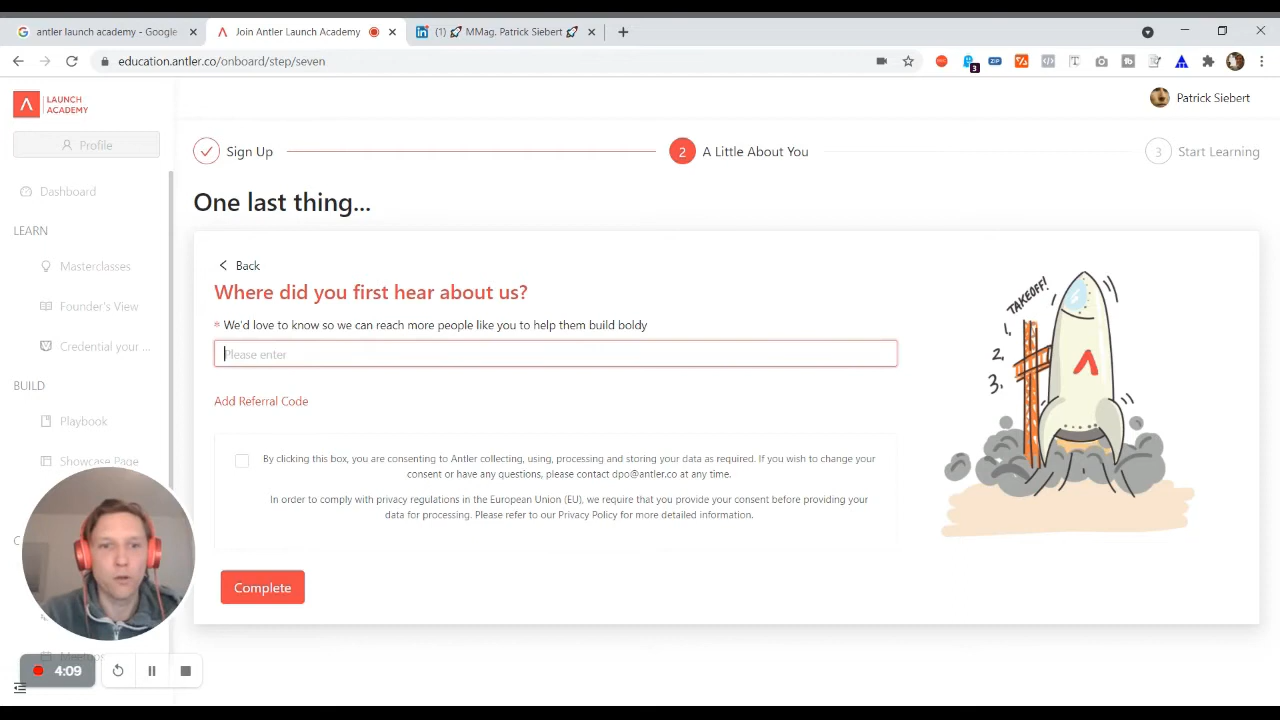 antler launch academy - Google
Join Antler Launch Academy
(1) 🚀 MMag. Patrick Siebert 🚀
education.antler.co/onboard/step/seven
3
ZIP
LAUNCH
ACADEMY
Patrick Siebert
Profile
Sign Up
2
A Little About You
3
Start Learning
Dashboard
One last thing...
LEARN
Masterclasses
Founder's View
Credential your ...
BUILD
Playbook
Showcase Page
Back
Where did you first hear about us?
* We'd love to know so we can reach more people like you to help them build boldy
Please enter
Add Referral Code
By clicking this box, you are consenting to Antler collecting, using, processing and storing your data as required. If you wish to change your
consent or have any questions, please contact dpo@antler.co at any time.
In order to comply with privacy regulations in the European Union (EU), we require that you provide your consent before providing your
data for processing. Please refer to our Privacy Policy for more detailed information.
Complete
TAKEOFF!
1,
2.
3.
Meetups
4:09